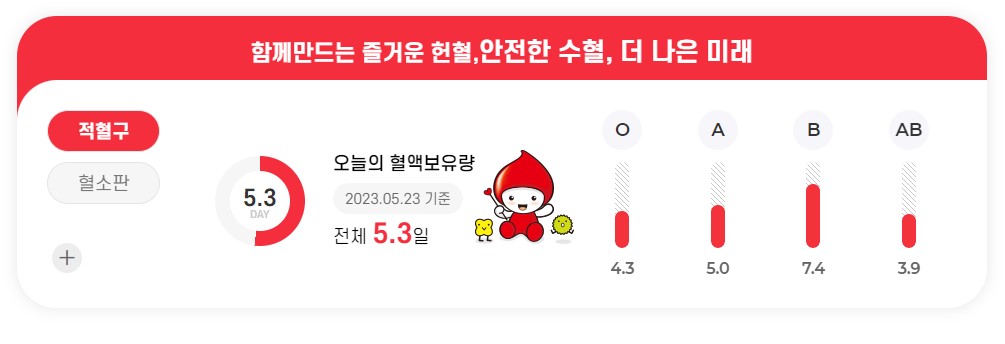 함께만드는 즐거운 헌혈,안전한 수혈, 더 나은 미래
적혈구
혈소판
5.3
DAY
오늘의 혈액보유량
2023.05.23 기준
전체 5.3일
O A B AB
4.3 5.0 7.4 3.9